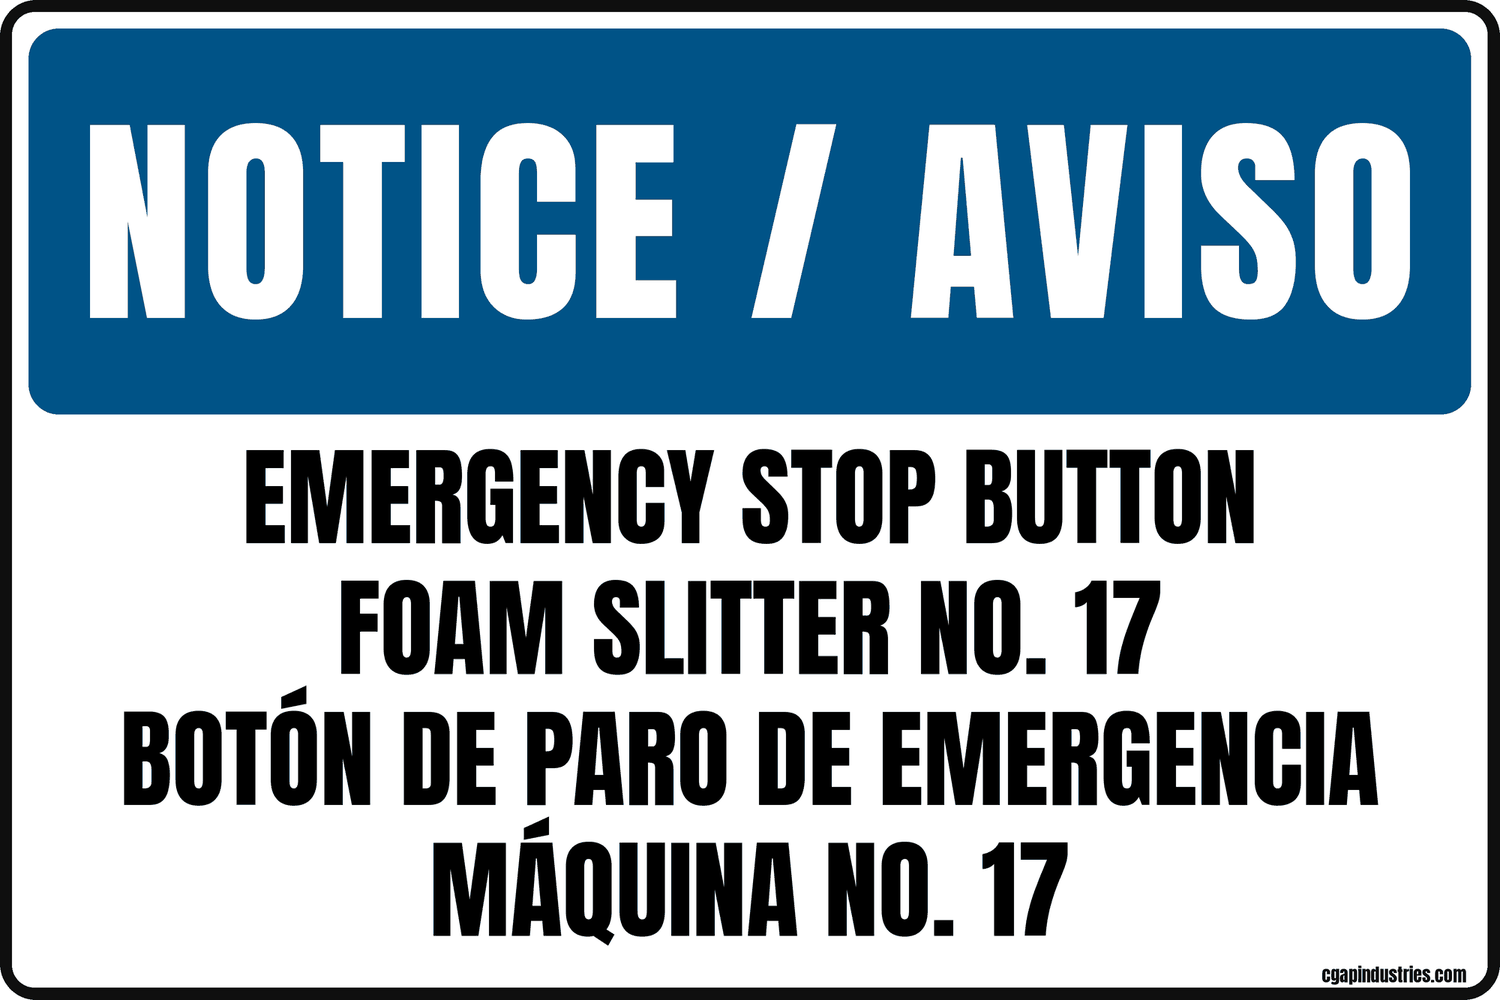 NOTICE / AVISO
EMERGENCY STOP BUTTON
FOAM SLITTER NO. 17
BOTÓN DE PARO DE EMERGENCIA
MÁQUINA NO. 17
cgapindustries.com